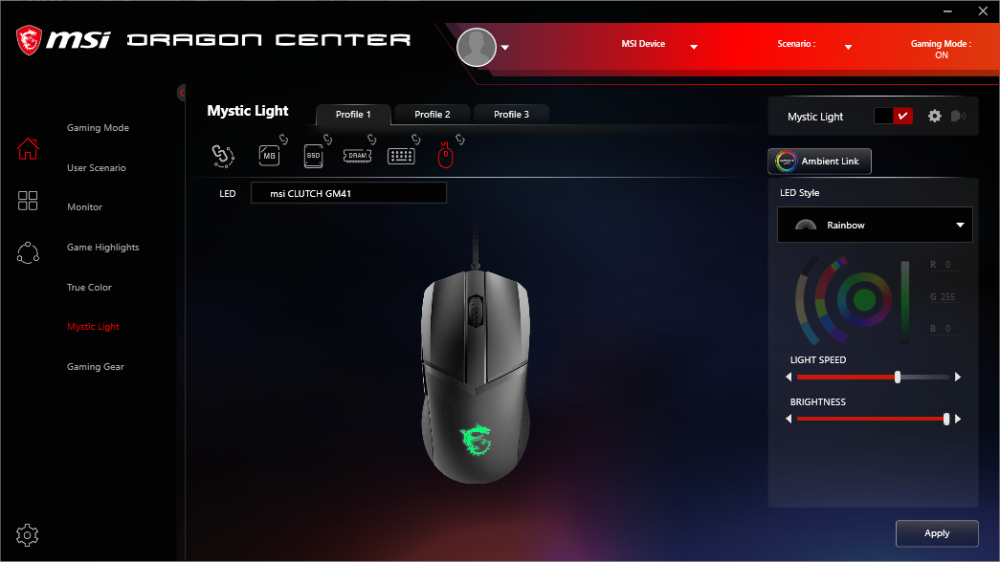 msi DRAGON CENTER
MSI Device
Scenario :
Gaming Mode :
ON
Gaming Mode
User Scenario
Monitor
Game Highlights
True Color
Mystic Light
Gaming Gear
Mystic Light
Profile 1
Profile 2
Profile 3
MB
SSD
DRAM
LED
msi CLUTCH GM41
Mystic Light
Ambient Link
LED Style
Rainbow
R 0
G 255
B 0
LIGHT SPEED
BRIGHTNESS
Apply